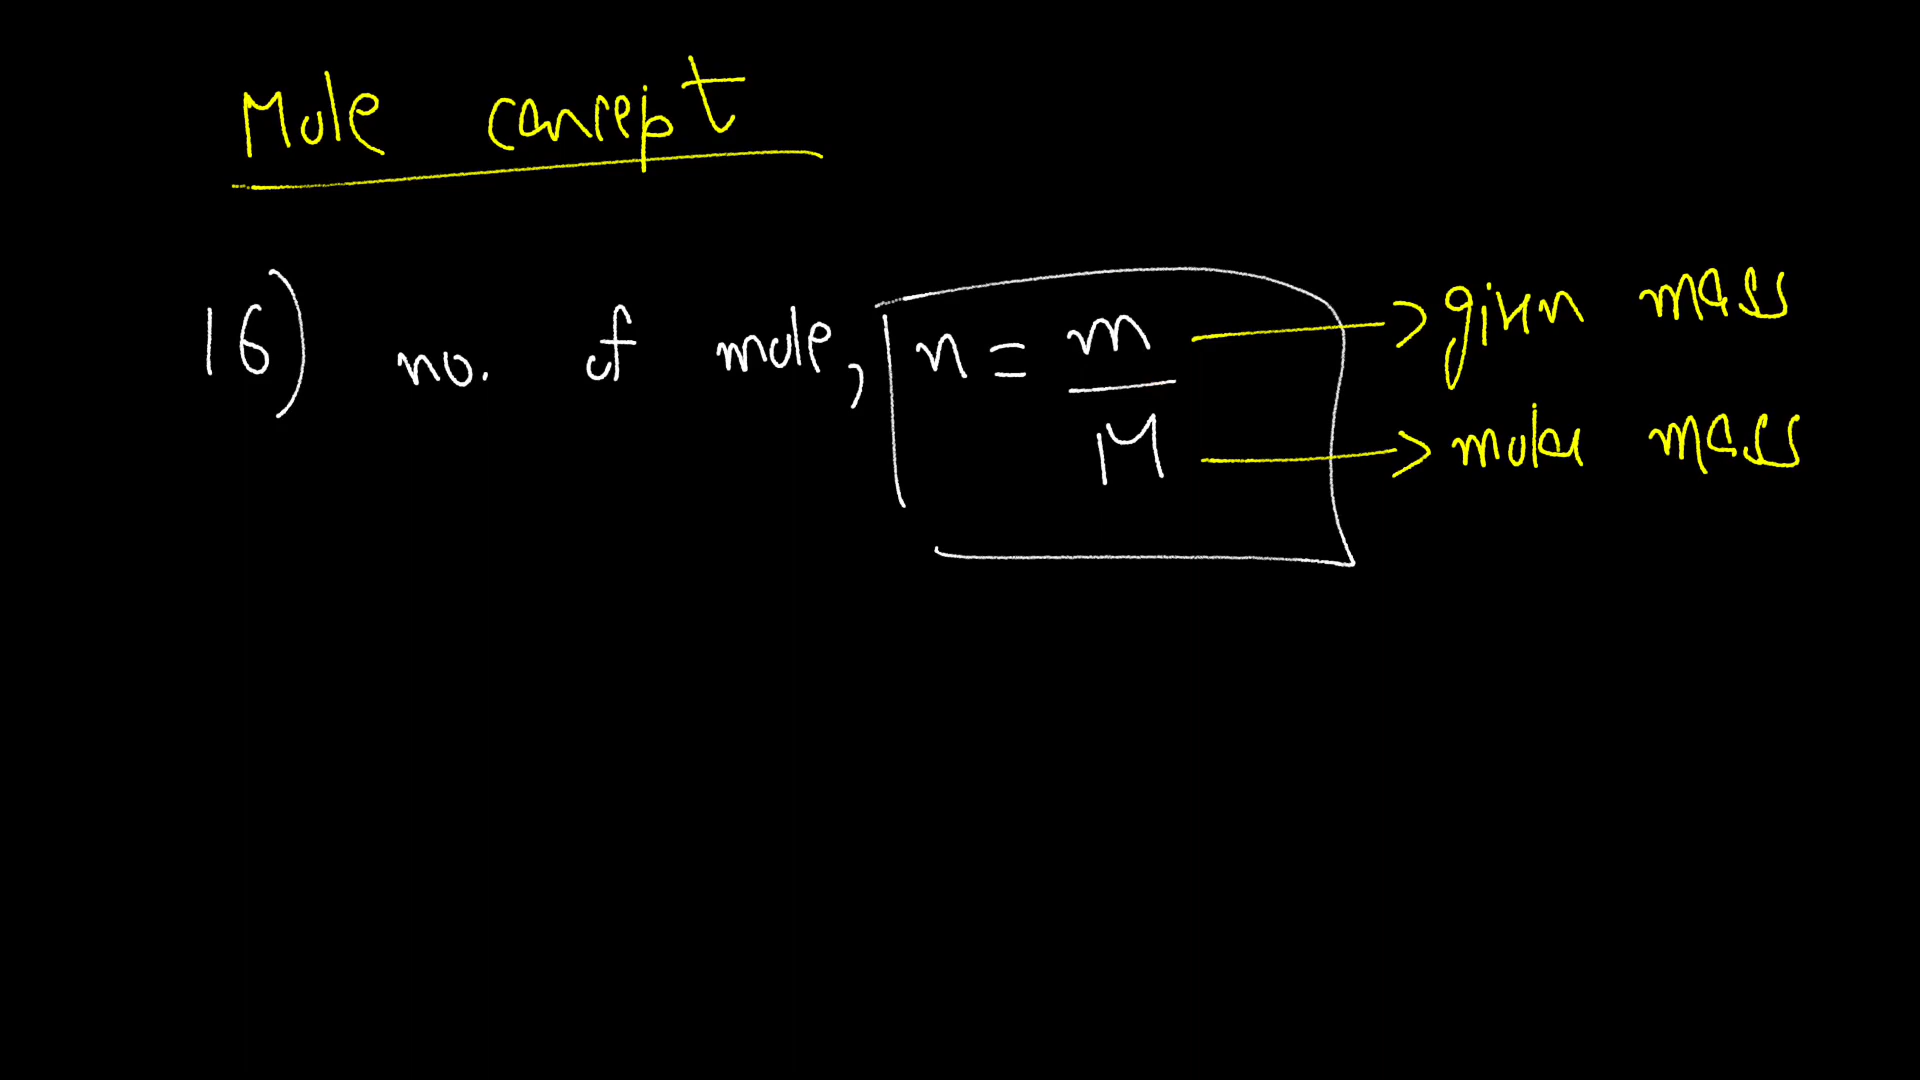 Mole concept
16) no. of mole, n = m/M → given mass
→ molar mass